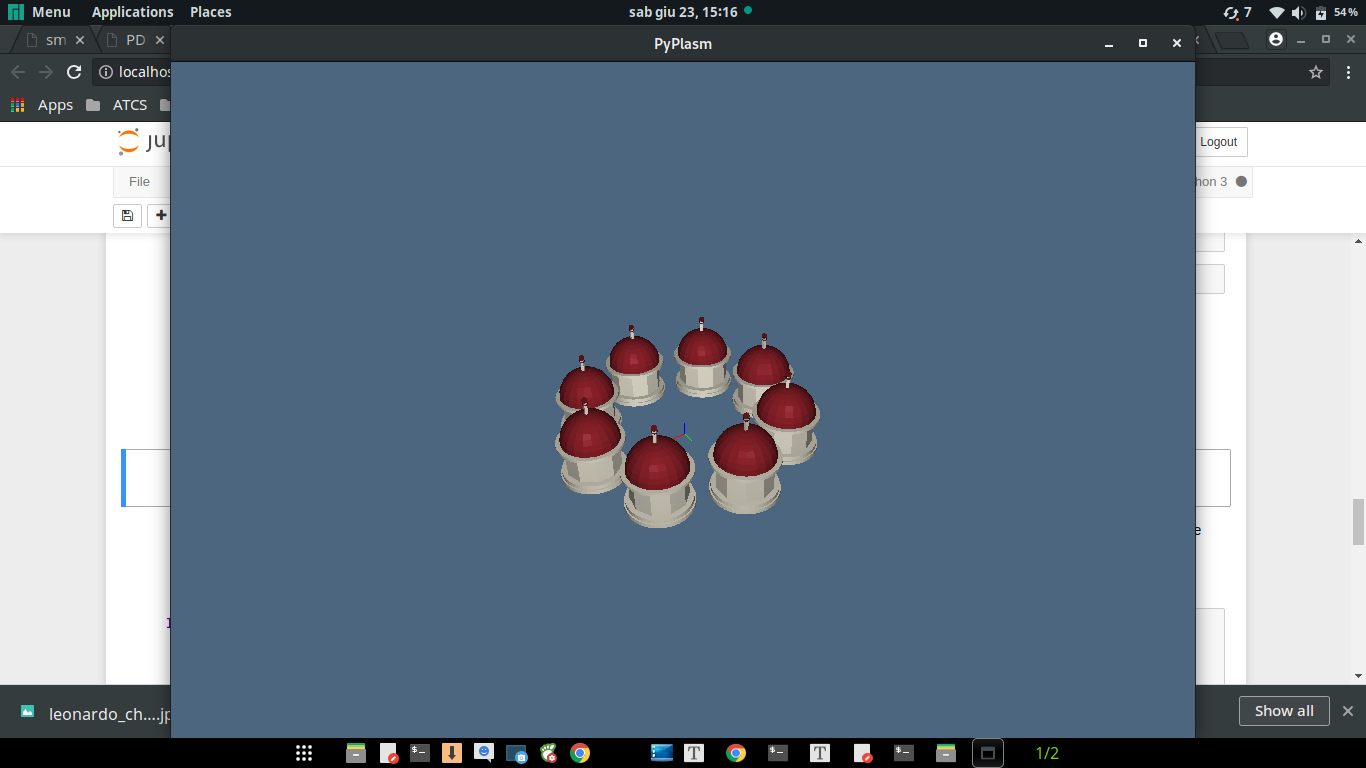 Menu Applications Places sab giu 23, 15:16 7 54%
sm PD PyPlasm
localhos
Apps ATCS
jup Logout
File hon 3
e
leonardo_ch....jp Show all
1/2